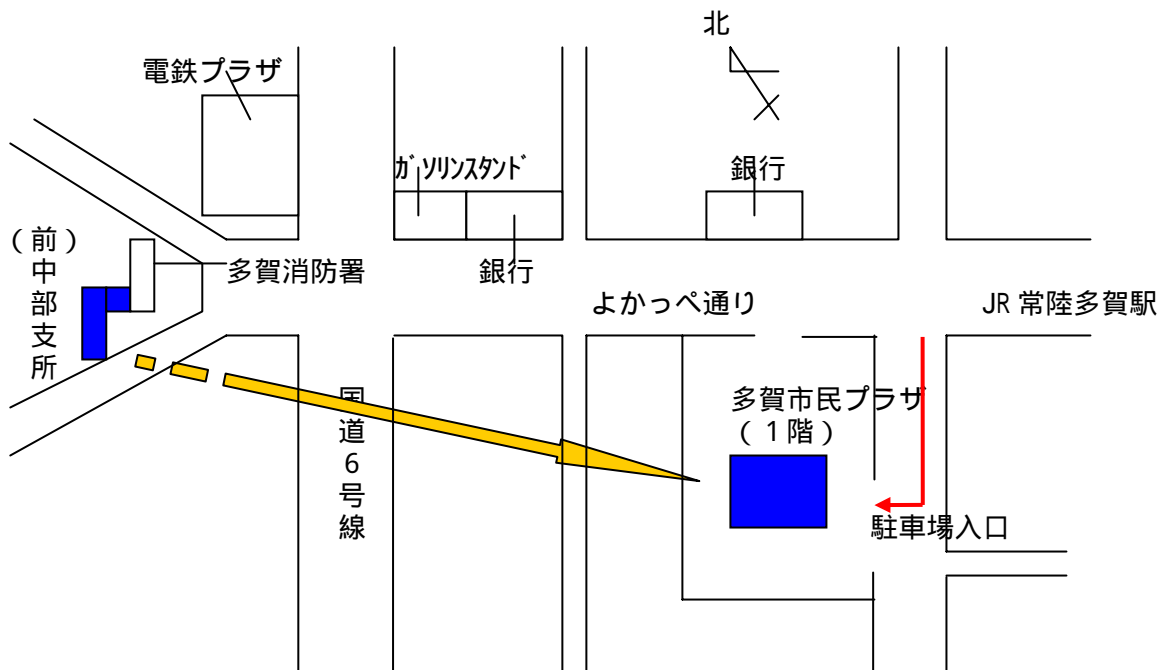 北
電鉄プラザ
ガソリンスタンド
銀行
(前)中部支所
多賀消防署
銀行
よかっぺ通り
JR 常陸多賀駅
国道6号線
多賀市民プラザ
(1階)
駐車場入口